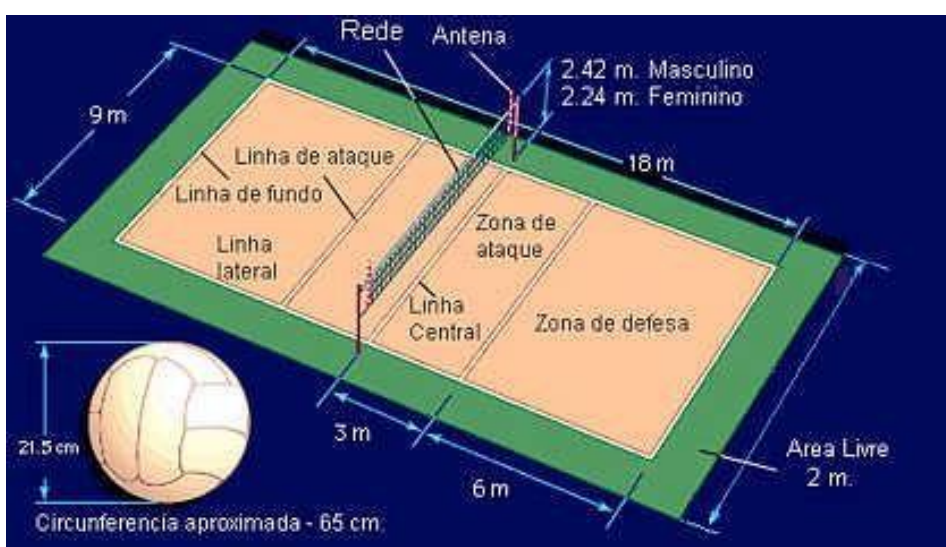 Rede
Antena
2.42 m. Masculino
2.24 m. Feminino
9 m
18 m
Linha de ataque
Linha de fundo
Linha
lateral
Zona de
ataque
Linha
Central
Zona de defesa
21.5 cm
3 m
6 m
Area Livre
2 m.
Circunferencia aproximada - 65 cm.